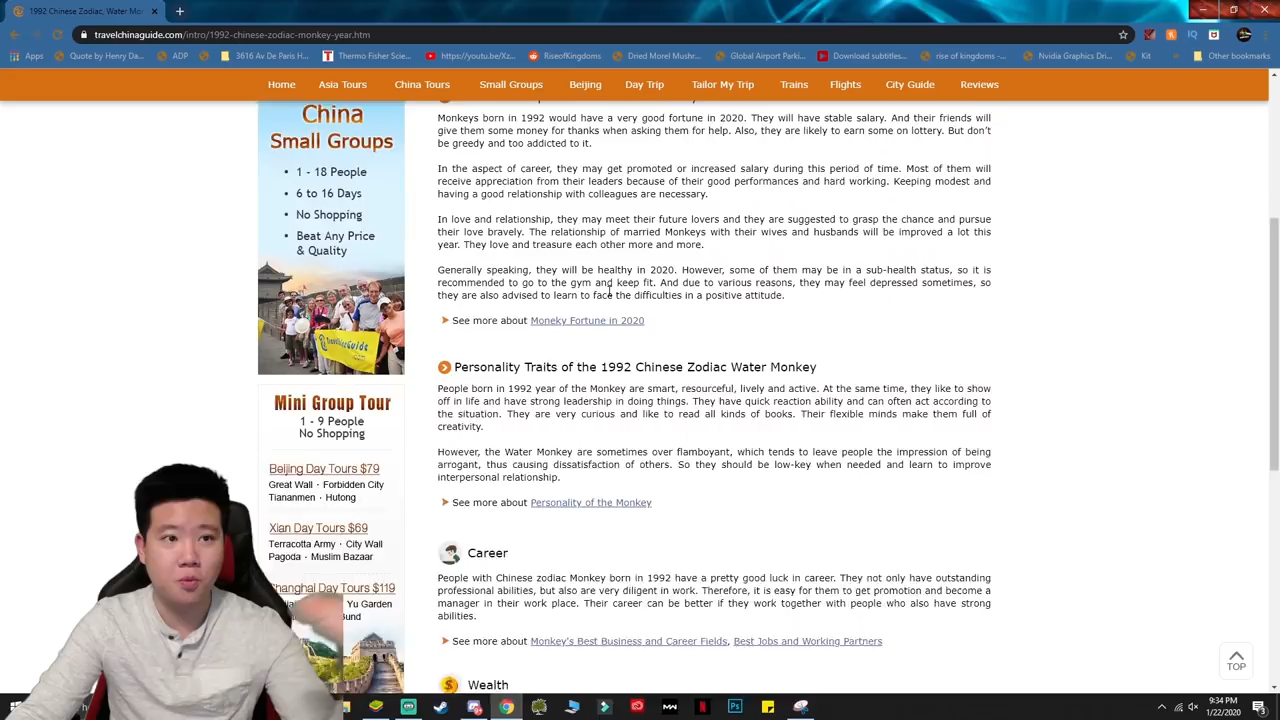 1992 Chinese Zodiac, Water Mo
travelchinaguide.com/intro/1992-chinese-zodiac-monkey-year.htm
Apps
Quote by Henry Da...
ADP
3616 Av De Paris H...
Thermo Fisher Scie...
https://youtu.be/Xz...
RiseofKingdoms
Dried Morel Mushr...
Global Airport Parki...
Download subtitles...
rise of kingdoms -...
Nvidia Graphics Dri...
Kit
Other bookmarks
Home
Asia Tours
China Tours
Small Groups
Beijing
Day Trip
Tailor My Trip
Trains
Flights
City Guide
Reviews
China
Small Groups
• 1 - 18 People
• 6 to 16 Days
• No Shopping
• Beat Any Price
& Quality
Mini Group Tour
1 - 9 People
No Shopping
Beijing Day Tours $79
Great Wall · Forbidden City
Tiananmen · Hutong
Xian Day Tours $69
Terracotta Army · City Wall
Pagoda · Muslim Bazaar
Shanghai Day Tours $119
Yu Garden
Bund
Monkeys born in 1992 would have a very good fortune in 2020. They will have stable salary. And their friends will
give them some money for thanks when asking them for help. Also, they are likely to earn some on lottery. But don't
be greedy and too addicted to it.
In the aspect of career, they may get promoted or increased salary during this period of time. Most of them will
receive appreciation from their leaders because of their good performances and hard working. Keeping modest and
having a good relationship with colleagues are necessary.
In love and relationship, they may meet their future lovers and they are suggested to grasp the chance and pursue
their love bravely. The relationship of married Monkeys with their wives and husbands will be improved a lot this
year. They love and treasure each other more and more.
Generally speaking, they will be healthy in 2020. However, some of them may be in a sub-health status, so it is
recommended to go to the gym and keep fit. And due to various reasons, they may feel depressed sometimes, so
they are also advised to learn to face the difficulties in a positive attitude.
See more about Moneky Fortune in 2020
Personality Traits of the 1992 Chinese Zodiac Water Monkey
People born in 1992 year of the Monkey are smart, resourceful, lively and active. At the same time, they like to show
off in life and have strong leadership in doing things. They have quick reaction ability and can often act according to
the situation. They are very curious and like to read all kinds of books. Their flexible minds make them full of
creativity.
However, the Water Monkey are sometimes over flamboyant, which tends to leave people the impression of being
arrogant, thus causing dissatisfaction of others. So they should be low-key when needed and learn to improve
interpersonal relationship.
See more about Personality of the Monkey
Career
People with Chinese zodiac Monkey born in 1992 have a pretty good luck in career. They not only have outstanding
professional abilities, but also are very diligent in work. Therefore, it is easy for them to get promotion and become a
manager in their work place. Their career can be better if they work together with people who also have strong
abilities.
See more about Monkey's Best Business and Career Fields, Best Jobs and Working Partners
Wealth
TOP
9:34 PM
1/22/2020